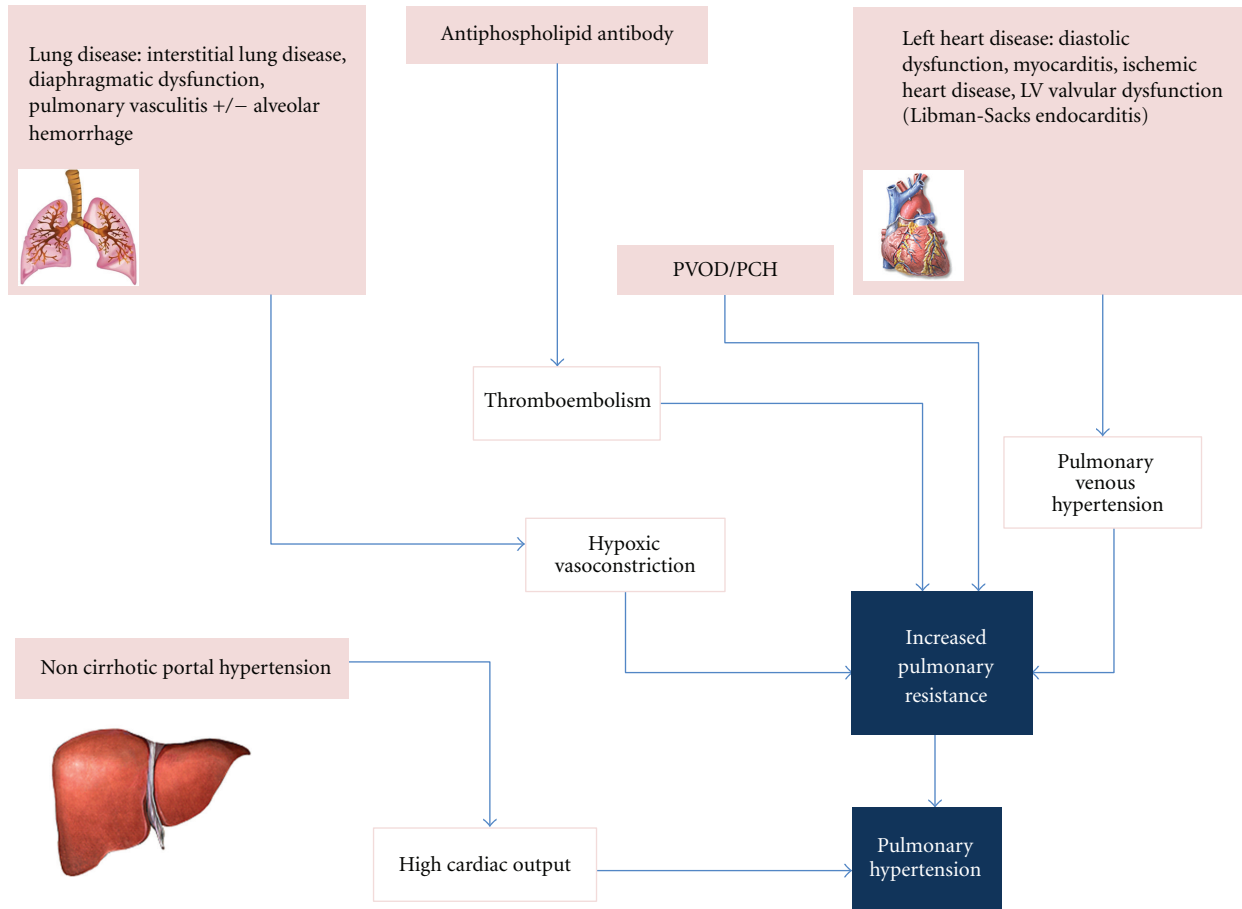 Lung disease: interstitial lung disease,
diaphragmatic dysfunction,
pulmonary vasculitis +/− alveolar
hemorrhage
Antiphospholipid antibody
Left heart disease: diastolic
dysfunction, myocarditis, ischemic
heart disease, LV valvular dysfunction
(Libman-Sacks endocarditis)
PVOD/PCH
Thromboembolism
Pulmonary
venous
hypertension
Hypoxic
vasoconstriction
Increased
pulmonary
resistance
Non cirrhotic portal hypertension
High cardiac output
Pulmonary
hypertension